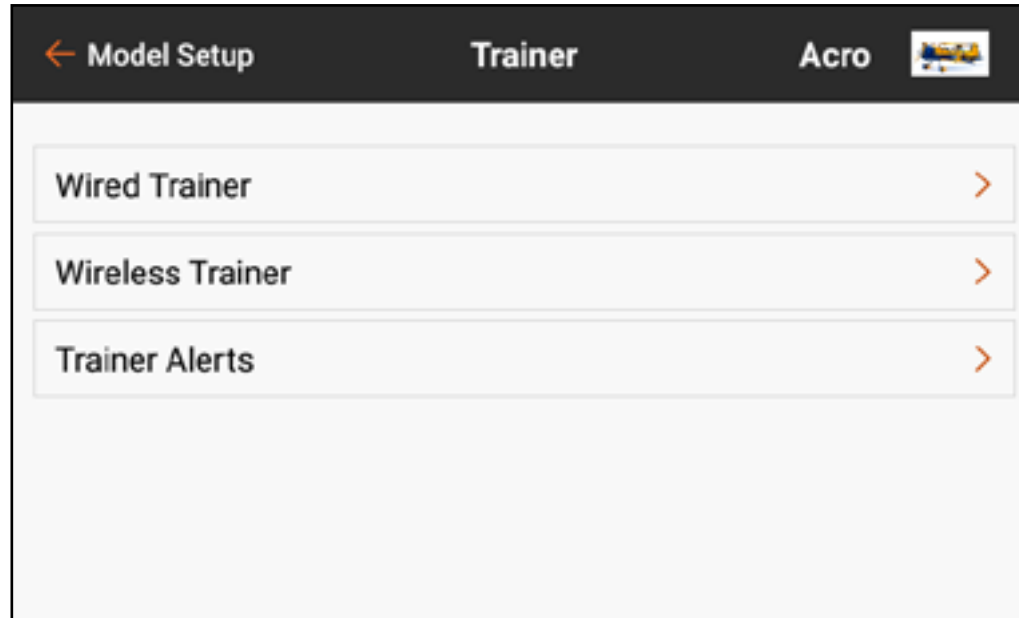 Model Setup Trainer Acro
Wired Trainer
Wireless Trainer
Trainer Alerts